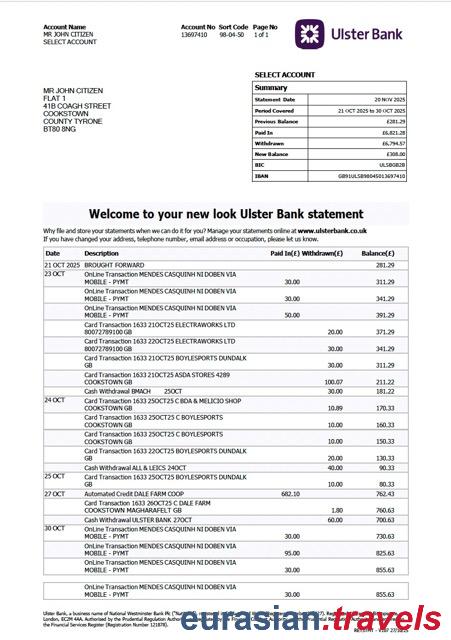 Account Name
MR JOHN CITIZEN
SELECT ACCOUNT
Account No Sort Code Page No
13697410 98-04-50 1 of 1
Ulster Bank
MR JOHN CITIZEN
FLAT 1
41B COAGH STREET
COOKSTOWN
COUNTY TYRONE
BT80 8NG
SELECT ACCOUNT
Summary
Statement Date 20 NOV 2025
Period Covered 21 OCT 2025 to 30 OCT 2025
Previous Balance £281.29
Paid In £6,821.28
Withdrawn £6,794.57
New Balance £308.00
BIC ULSBGB2B
IBAN GB91ULSB98045013697410
Welcome to your new look Ulster Bank statement
Why file and store your statements when we can do it for you? Manage your statements online at www.ulsterbank.co.uk
If you have changed your address, telephone number, email address or occupation, please let us know.
Date Description Paid In(£) Withdrawn(£) Balance(£)
21 OCT 2025 BROUGHT FORWARD 281.29
23 OCT OnLine Transaction MENDES CASQUINH NI DOBEN VIA
MOBILE - PYMT 30.00 311.29
OnLine Transaction MENDES CASQUINH NI DOBEN VIA
MOBILE - PYMT 30.00 341.29
OnLine Transaction MENDES CASQUINH NI DOBEN VIA
MOBILE - PYMT 50.00 391.29
Card Transaction 1633 21OCT25 ELECTRAWORKS LTD
80072789100 GB 20.00 371.29
Card Transaction 1633 22OCT25 ELECTRAWORKS LTD
80072789100 GB 30.00 341.29
Card Transaction 1633 21OCT25 BOYLESPORTS DUNDALK
GB 30.00 311.29
Card Transaction 1633 21OCT25 ASDA STORES 4289
COOKSTOWN GB 100.07 211.22
Cash Withdrawal BMACH 25OCT 30.00 181.22
24 OCT Card Transaction 1633 25OCT25 C BDA & MELICIO SHOP
COOKSTOWN GB 10.89 170.33
Card Transaction 1633 25OCT25 C BOYLESPORTS
COOKSTOWN GB 10.00 160.33
Card Transaction 1633 25OCT25 C BOYLESPORTS
COOKSTOWN GB 10.00 150.33
Card Transaction 1633 22OCT25 BOYLESPORTS DUNDALK
GB 20.00 130.33
Cash Withdrawal ALL & LEICS 24OCT 40.00 90.33
25 OCT Card Transaction 1633 22OCT25 BOYLESPORTS DUNDALK
GB 10.00 80.33
27 OCT Automated Credit DALE FARM COOP 682.10 762.43
Card Transaction 1633 26OCT25 C DALE FARM
COOKSTOWN MAGHARAFELT GB 1.80 760.63
Cash Withdrawal ULSTER BANK 27OCT 60.00 700.63
30 OCT OnLine Transaction MENDES CASQUINH NI DOBEN VIA
MOBILE - PYMT 30.00 730.63
OnLine Transaction MENDES CASQUINH NI DOBEN VIA
MOBILE - PYMT 95.00 825.63
OnLine Transaction MENDES CASQUINH NI DOBEN VIA
MOBILE - PYMT 30.00 855.63
OnLine Transaction MENDES CASQUINH NI DOBEN VIA
MOBILE - PYMT 30.00 855.63
Ulster Bank, a business name of National Westminster Bank Plc
London, EC2M 4AA. Authorised by the Prudential Regulation
the Financial Services Register (Registration Number 121878).
eurasian.travels